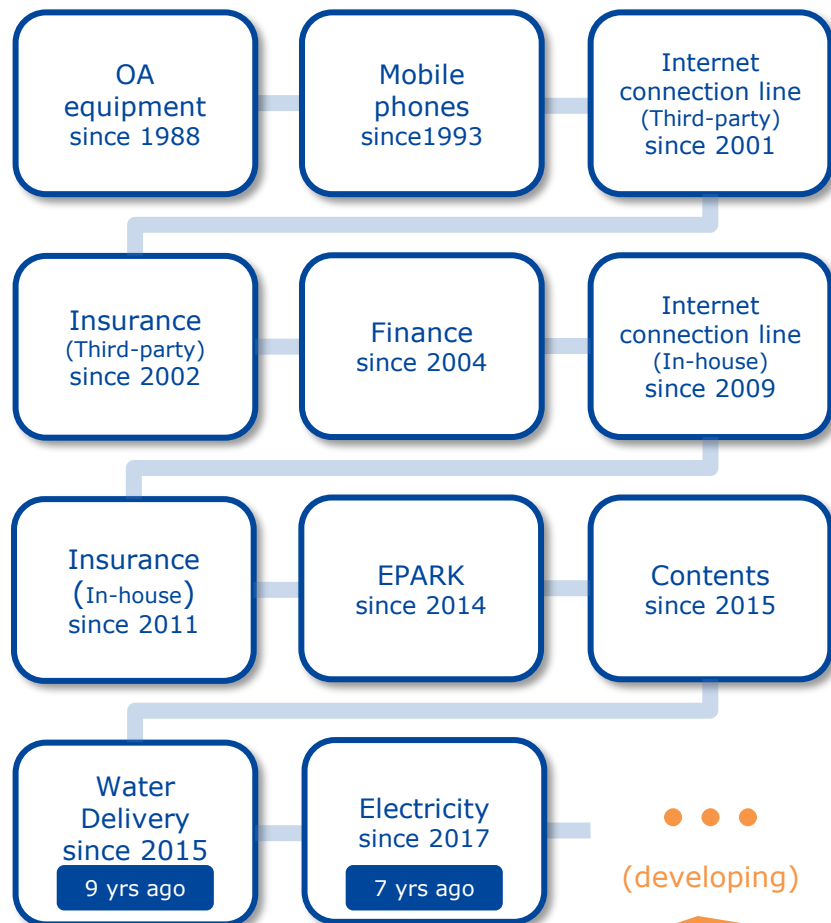 OA
equipment
since 1988
Mobile
phones
since1993
Internet
connection line
(Third-party)
since 2001
Insurance
(Third-party)
since 2002
Finance
since 2004
Internet
connection line
(In-house)
since 2009
Insurance
(In-house)
since 2011
EPARK
since 2014
Contents
since 2015
Water
Delivery
since 2015
9 yrs ago
Electricity
since 2017
7 yrs ago
(developing)